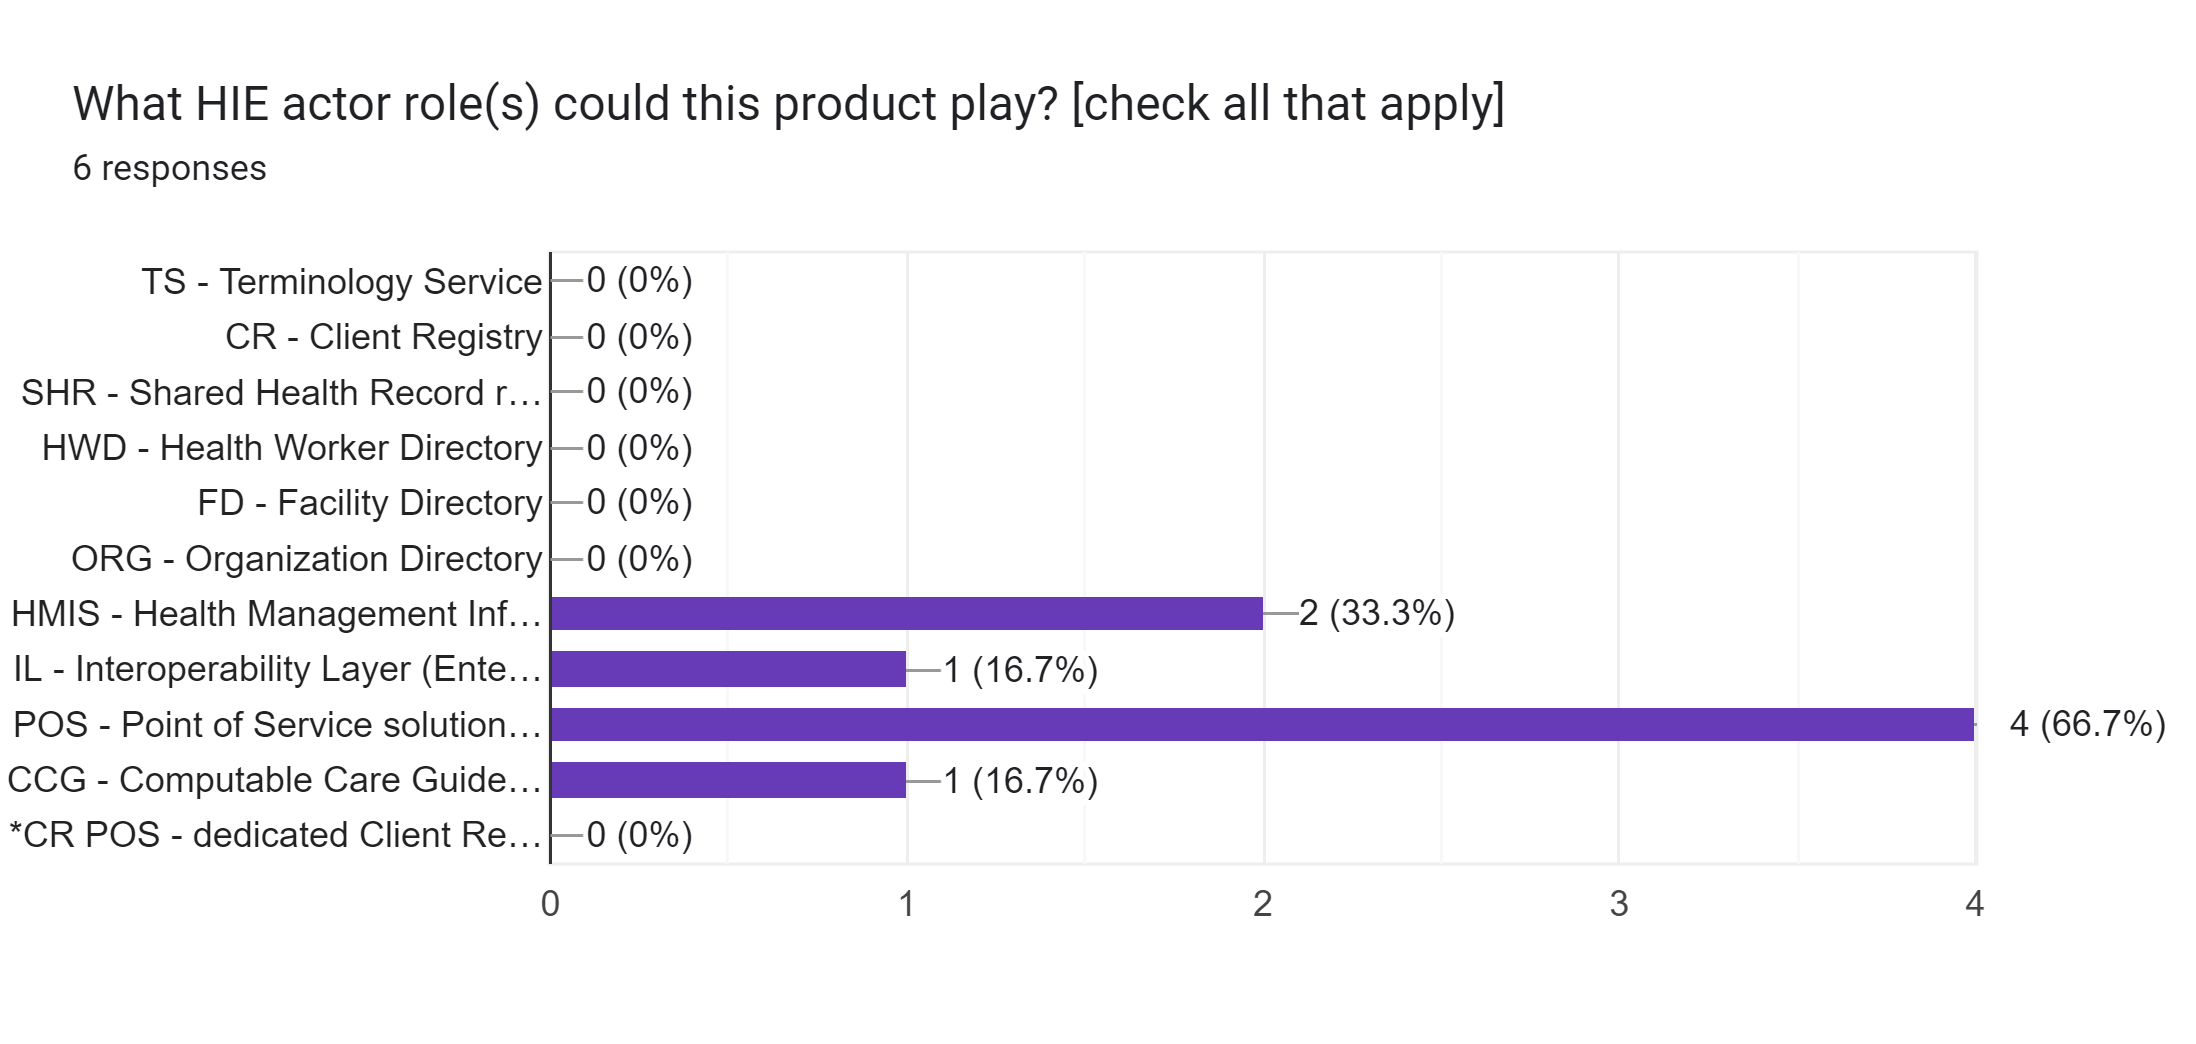 What HIE actor role(s) could this product play? [check all that apply]
6 responses
TS - Terminology Service 0 (0%)
CR - Client Registry 0 (0%)
SHR - Shared Health Record r… 0 (0%)
HWD - Health Worker Directory 0 (0%)
FD - Facility Directory 0 (0%)
ORG - Organization Directory 0 (0%)
HMIS - Health Management Inf… 2 (33.3%)
IL - Interoperability Layer (Ente… 1 (16.7%)
POS - Point of Service solution… 4 (66.7%)
CCG - Computable Care Guide… 1 (16.7%)
*CR POS - dedicated Client Re… 0 (0%)
0 1 2 3 4